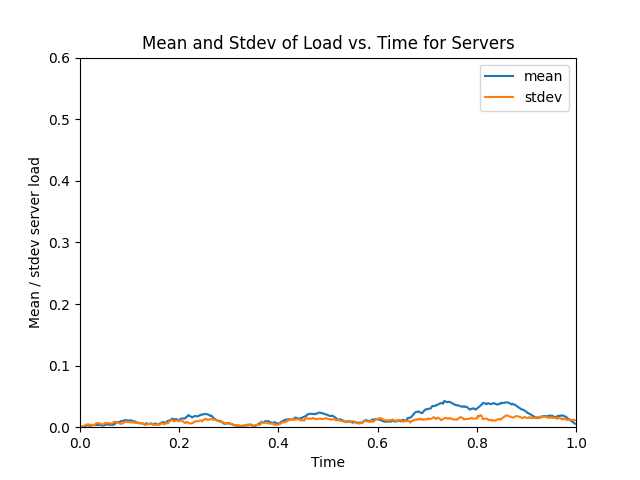 Mean and Stdev of Load vs. Time for Servers
mean
stdev
Mean / stdev server load
0.6
0.5
0.4
0.3
0.2
0.1
0.0
0.0 0.2 0.4 0.6 0.8 1.0
Time